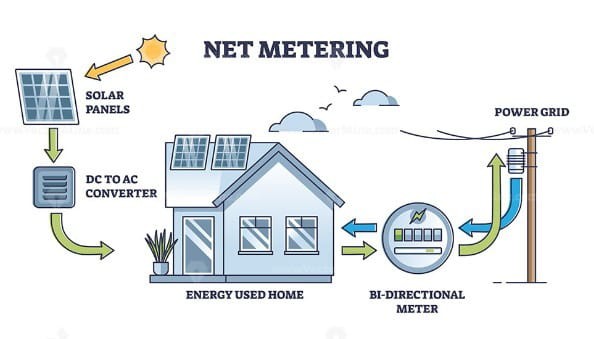 NET METERING
SOLAR
PANELS
POWER GRID
DC TO AC
CONVERTER
ENERGY USED HOME
BI-DIRECTIONAL
METER